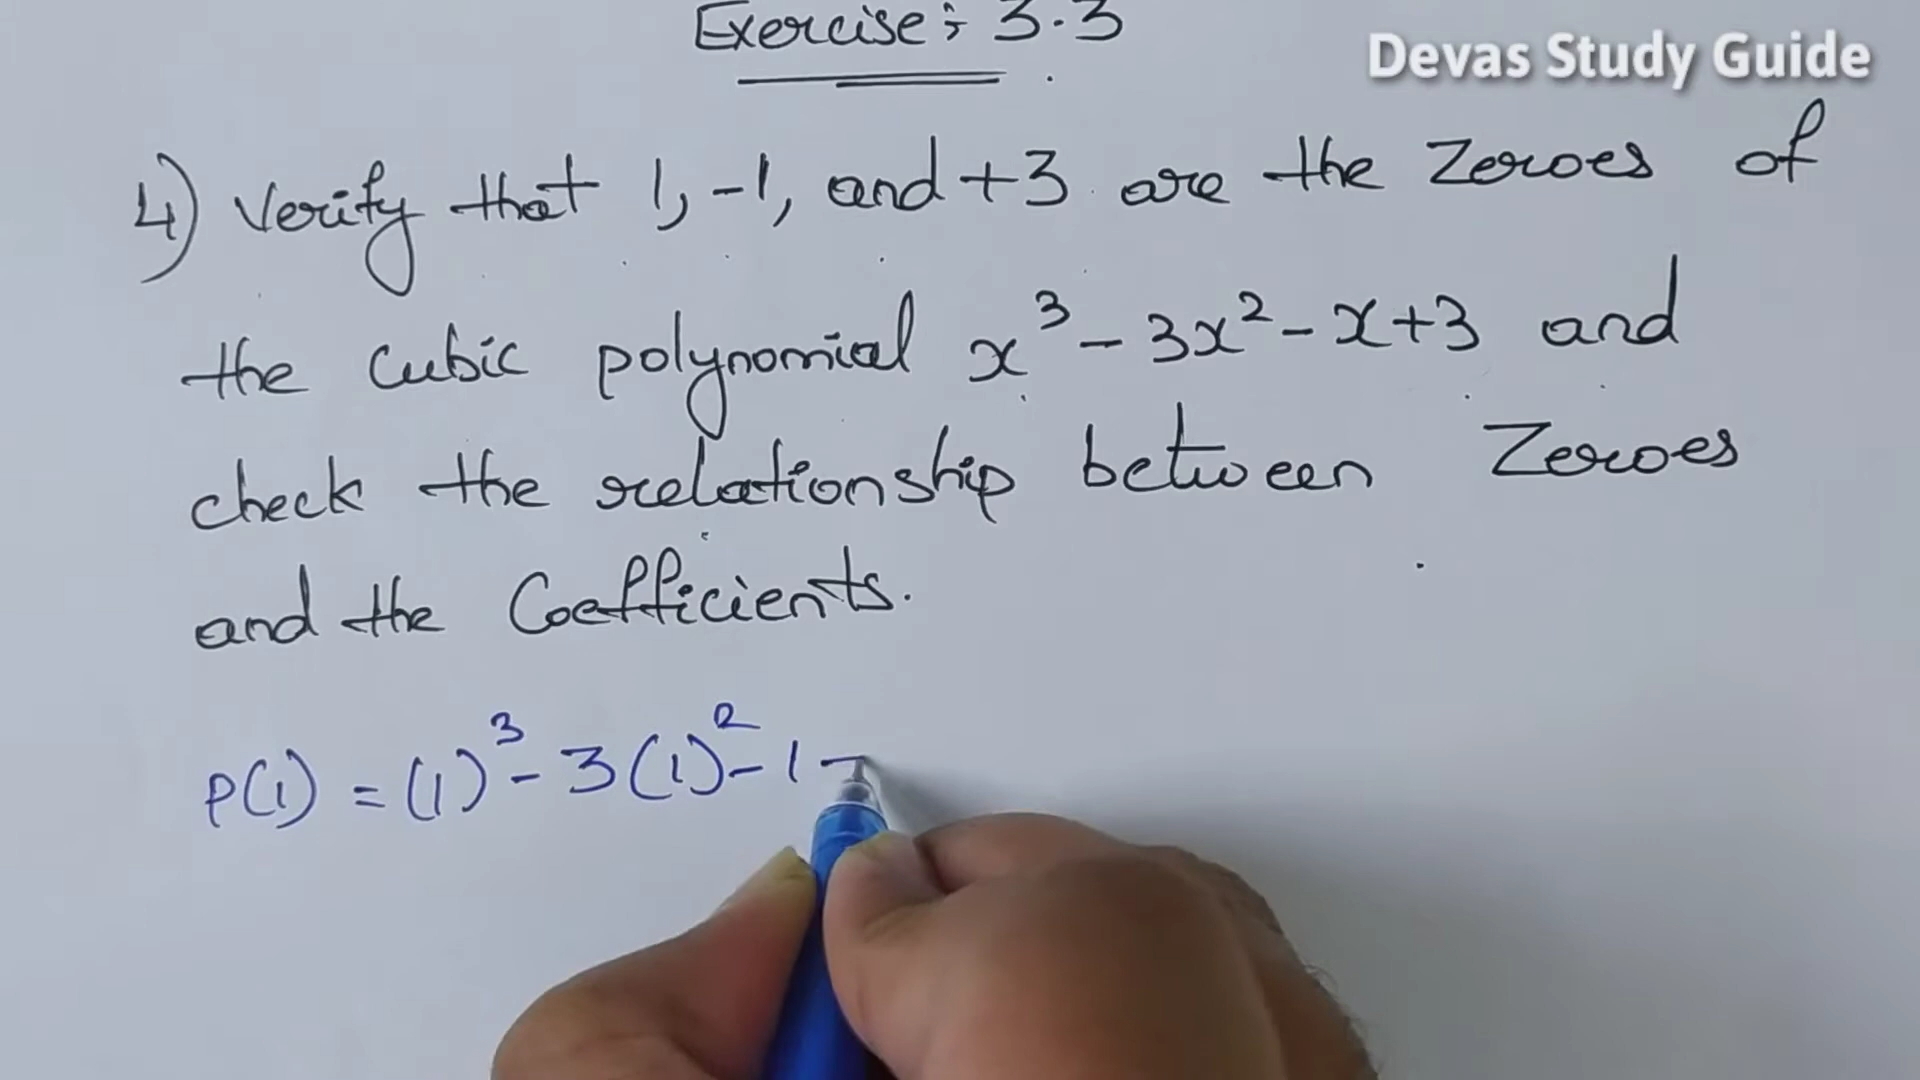 Exercise: 3.3
Devas Study Guide
4) Verify that 1, -1, and +3 are the Zeroes of
the Cubic polynomial x³ - 3x² - x + 3 and
check the relationship between Zeroes
and the Coefficients.
P(1) = (1)³ - 3(1)² - 1 -